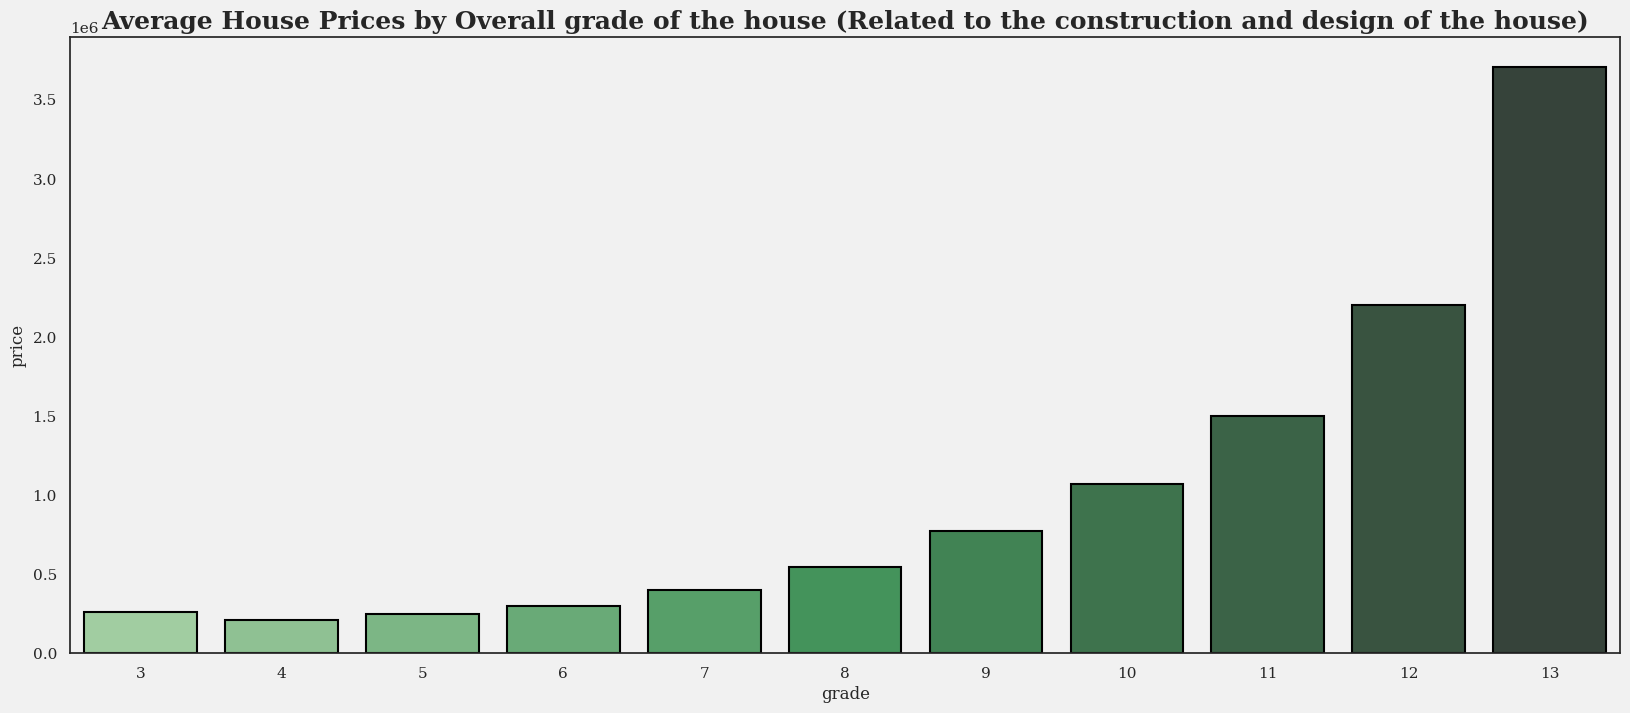 Average House Prices by Overall grade of the house (Related to the construction and design of the house)
1e6
3.5
3.0
2.5
2.0
1.5
1.0
0.5
0.0
price
3 4 5 6 7 8 9 10 11 12 13
grade